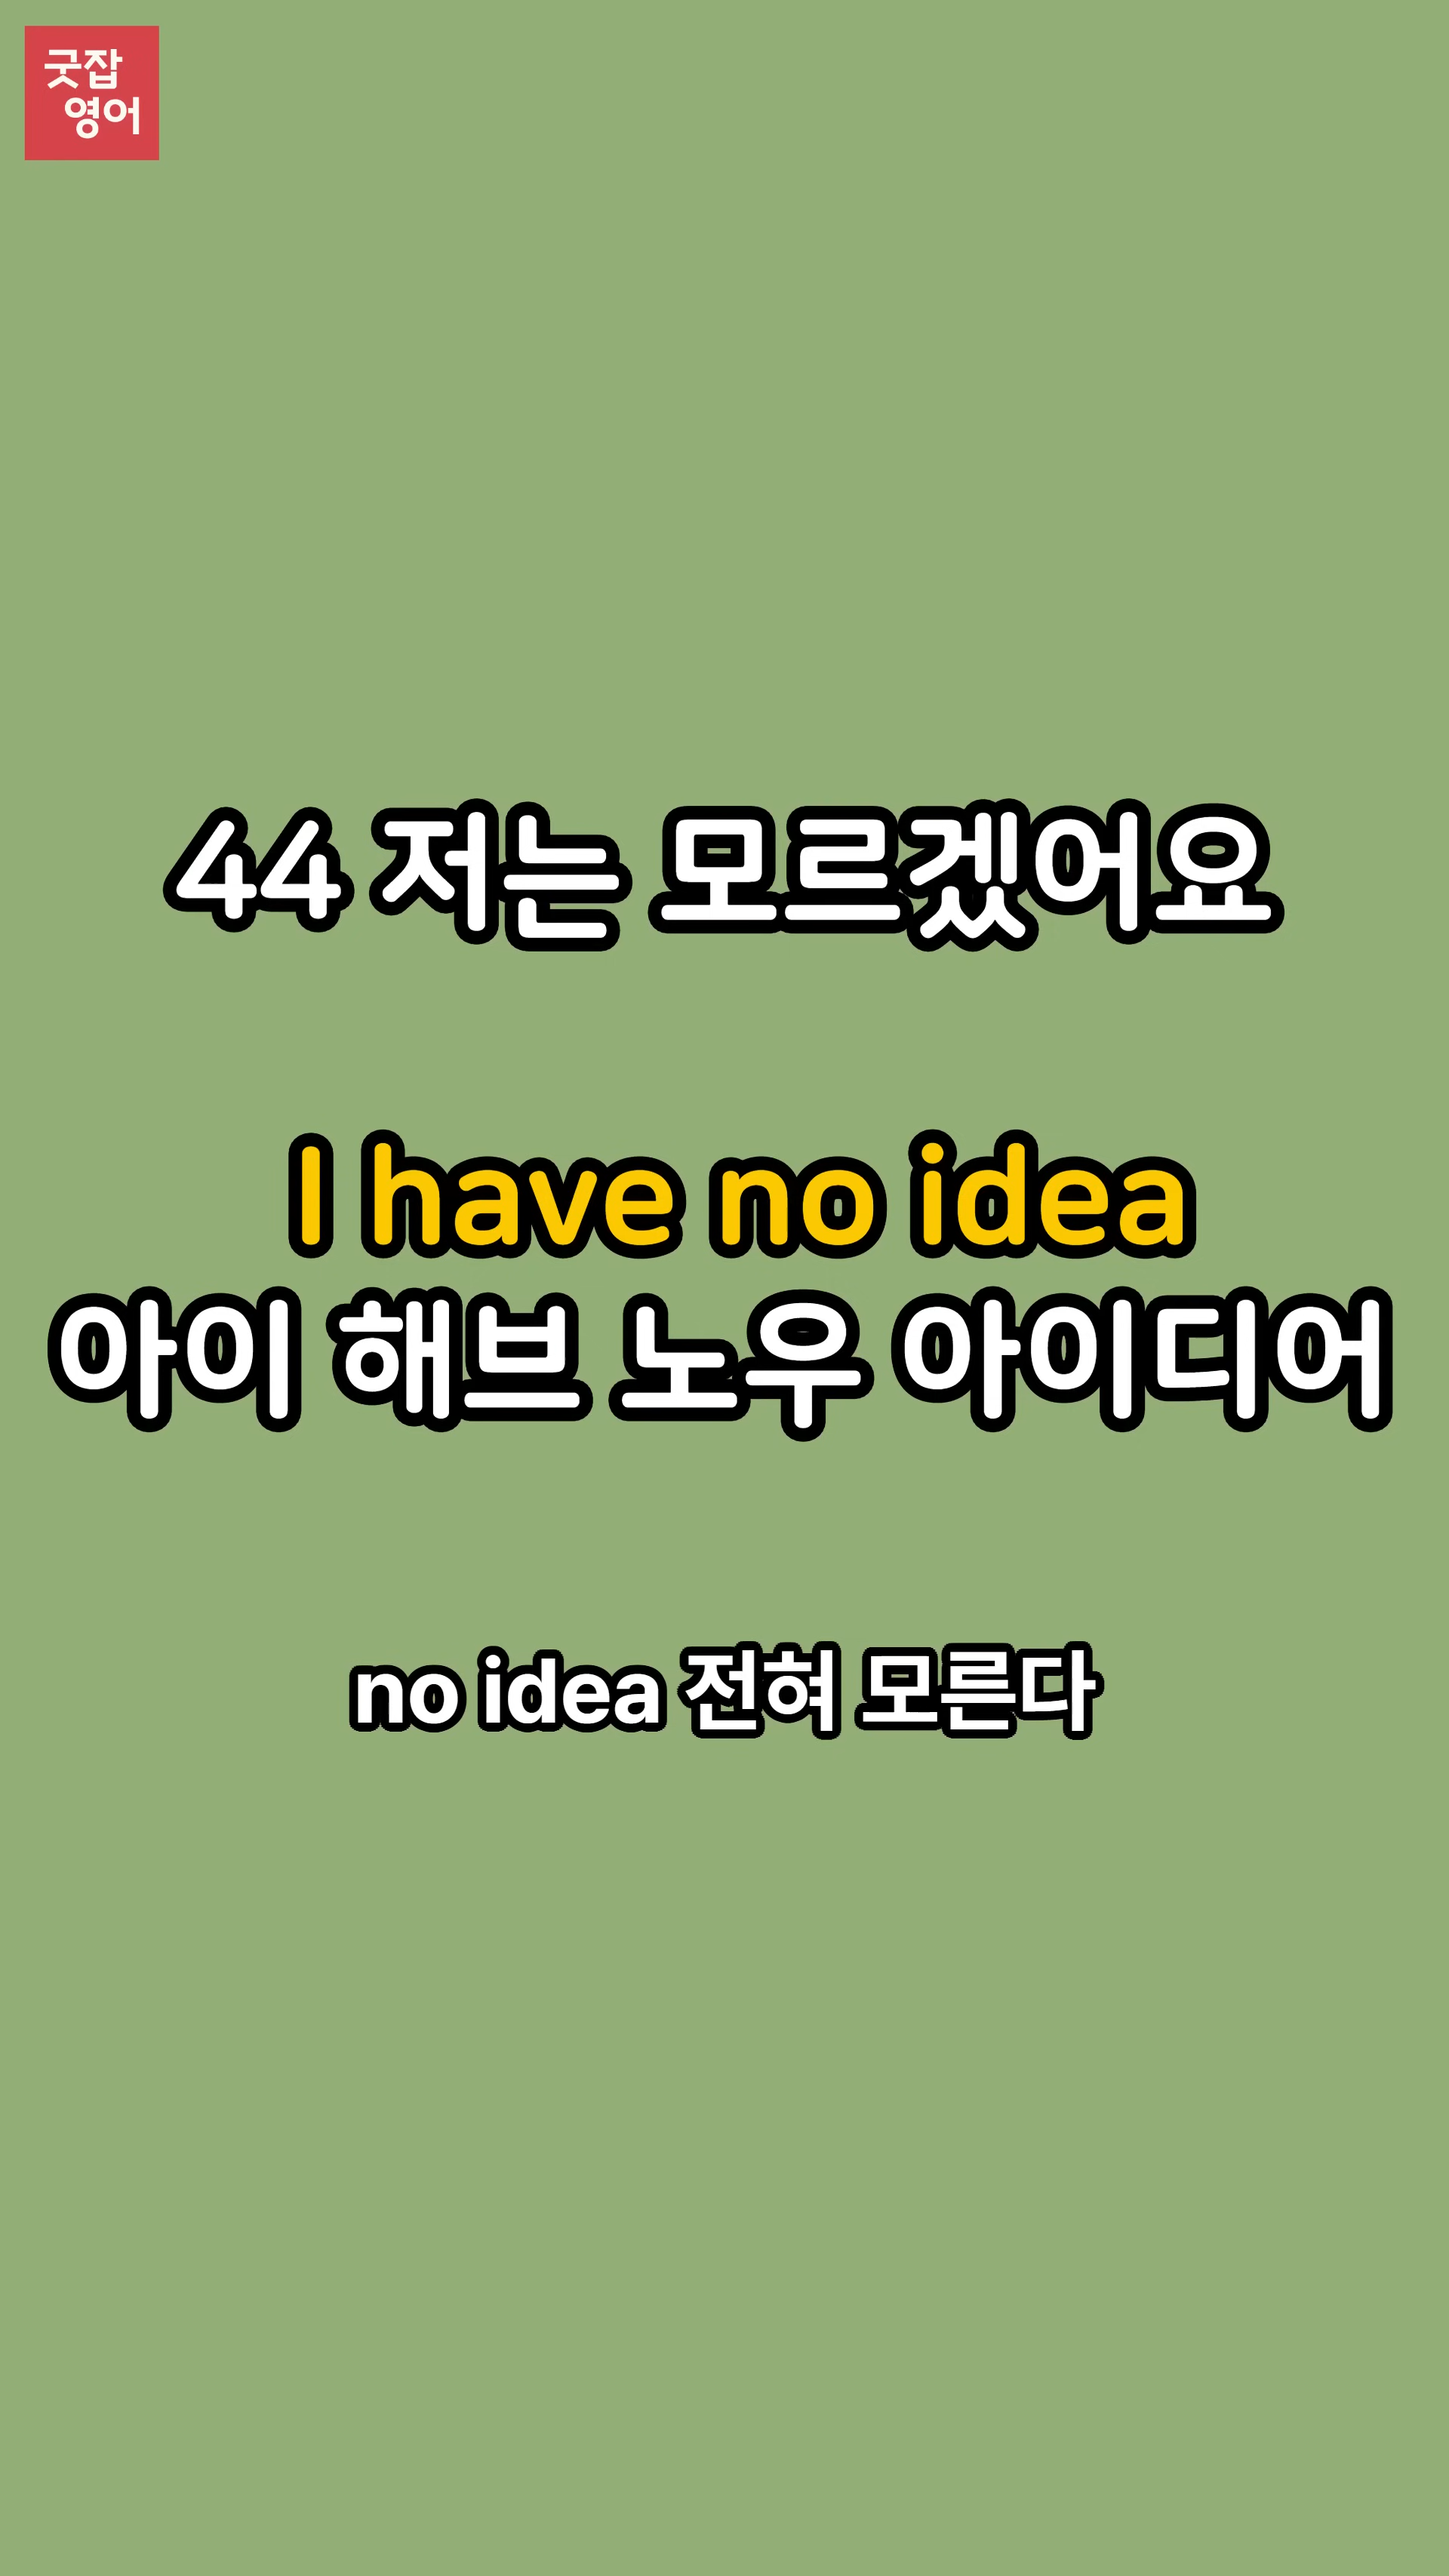 굿잡
영어
44 저는 모르겠어요
I have no idea
아이 해브 노우 아이디어
no idea 전혀 모른다